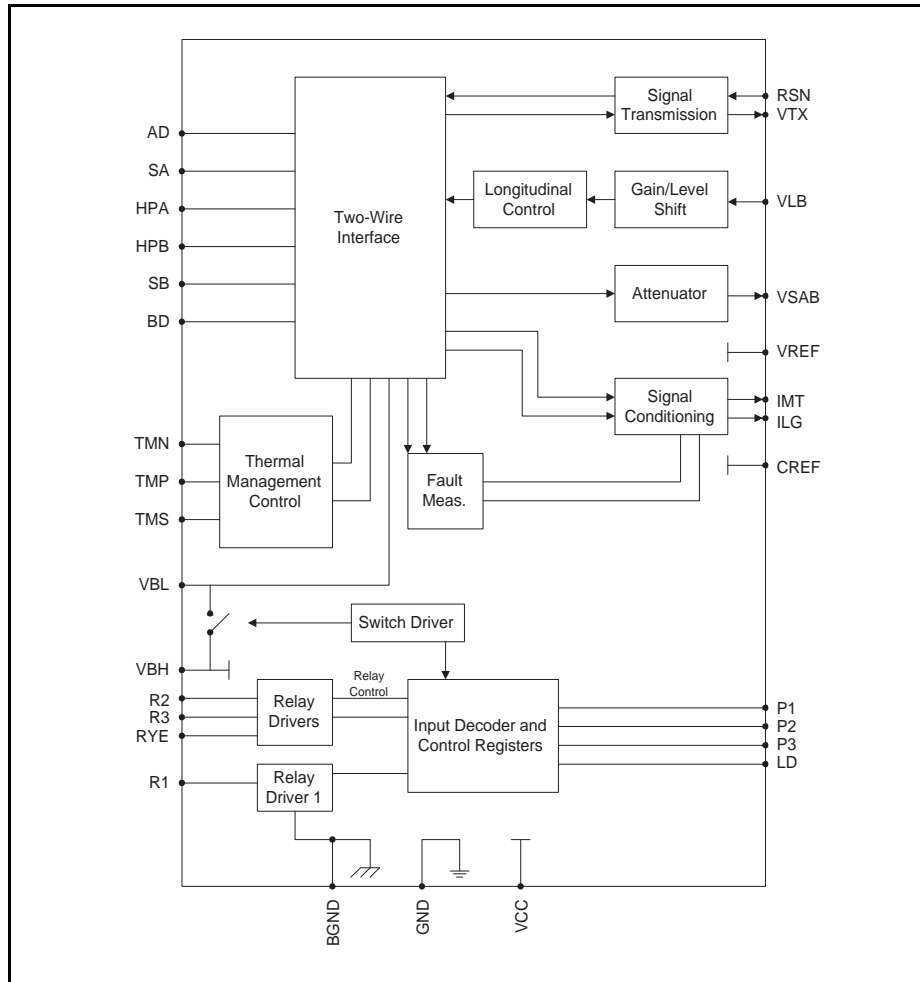 Signal
Transmission
RSN
VTX
AD
SA
HPA
HPB
SB
BD
Two-Wire
Interface
Longitudinal
Control
Gain/Level
Shift
VLB
Attenuator
VSAB
VREF
Signal
Conditioning
IMT
ILG
CREF
TMN
TMP
TMS
Thermal
Management
Control
Fault
Meas.
VBL
Switch Driver
VBH
R2
R3
RYE
Relay
Drivers
Relay
Control
Input Decoder and
Control Registers
P1
P2
P3
LD
R1
Relay
Driver 1
BGND
GND
VCC